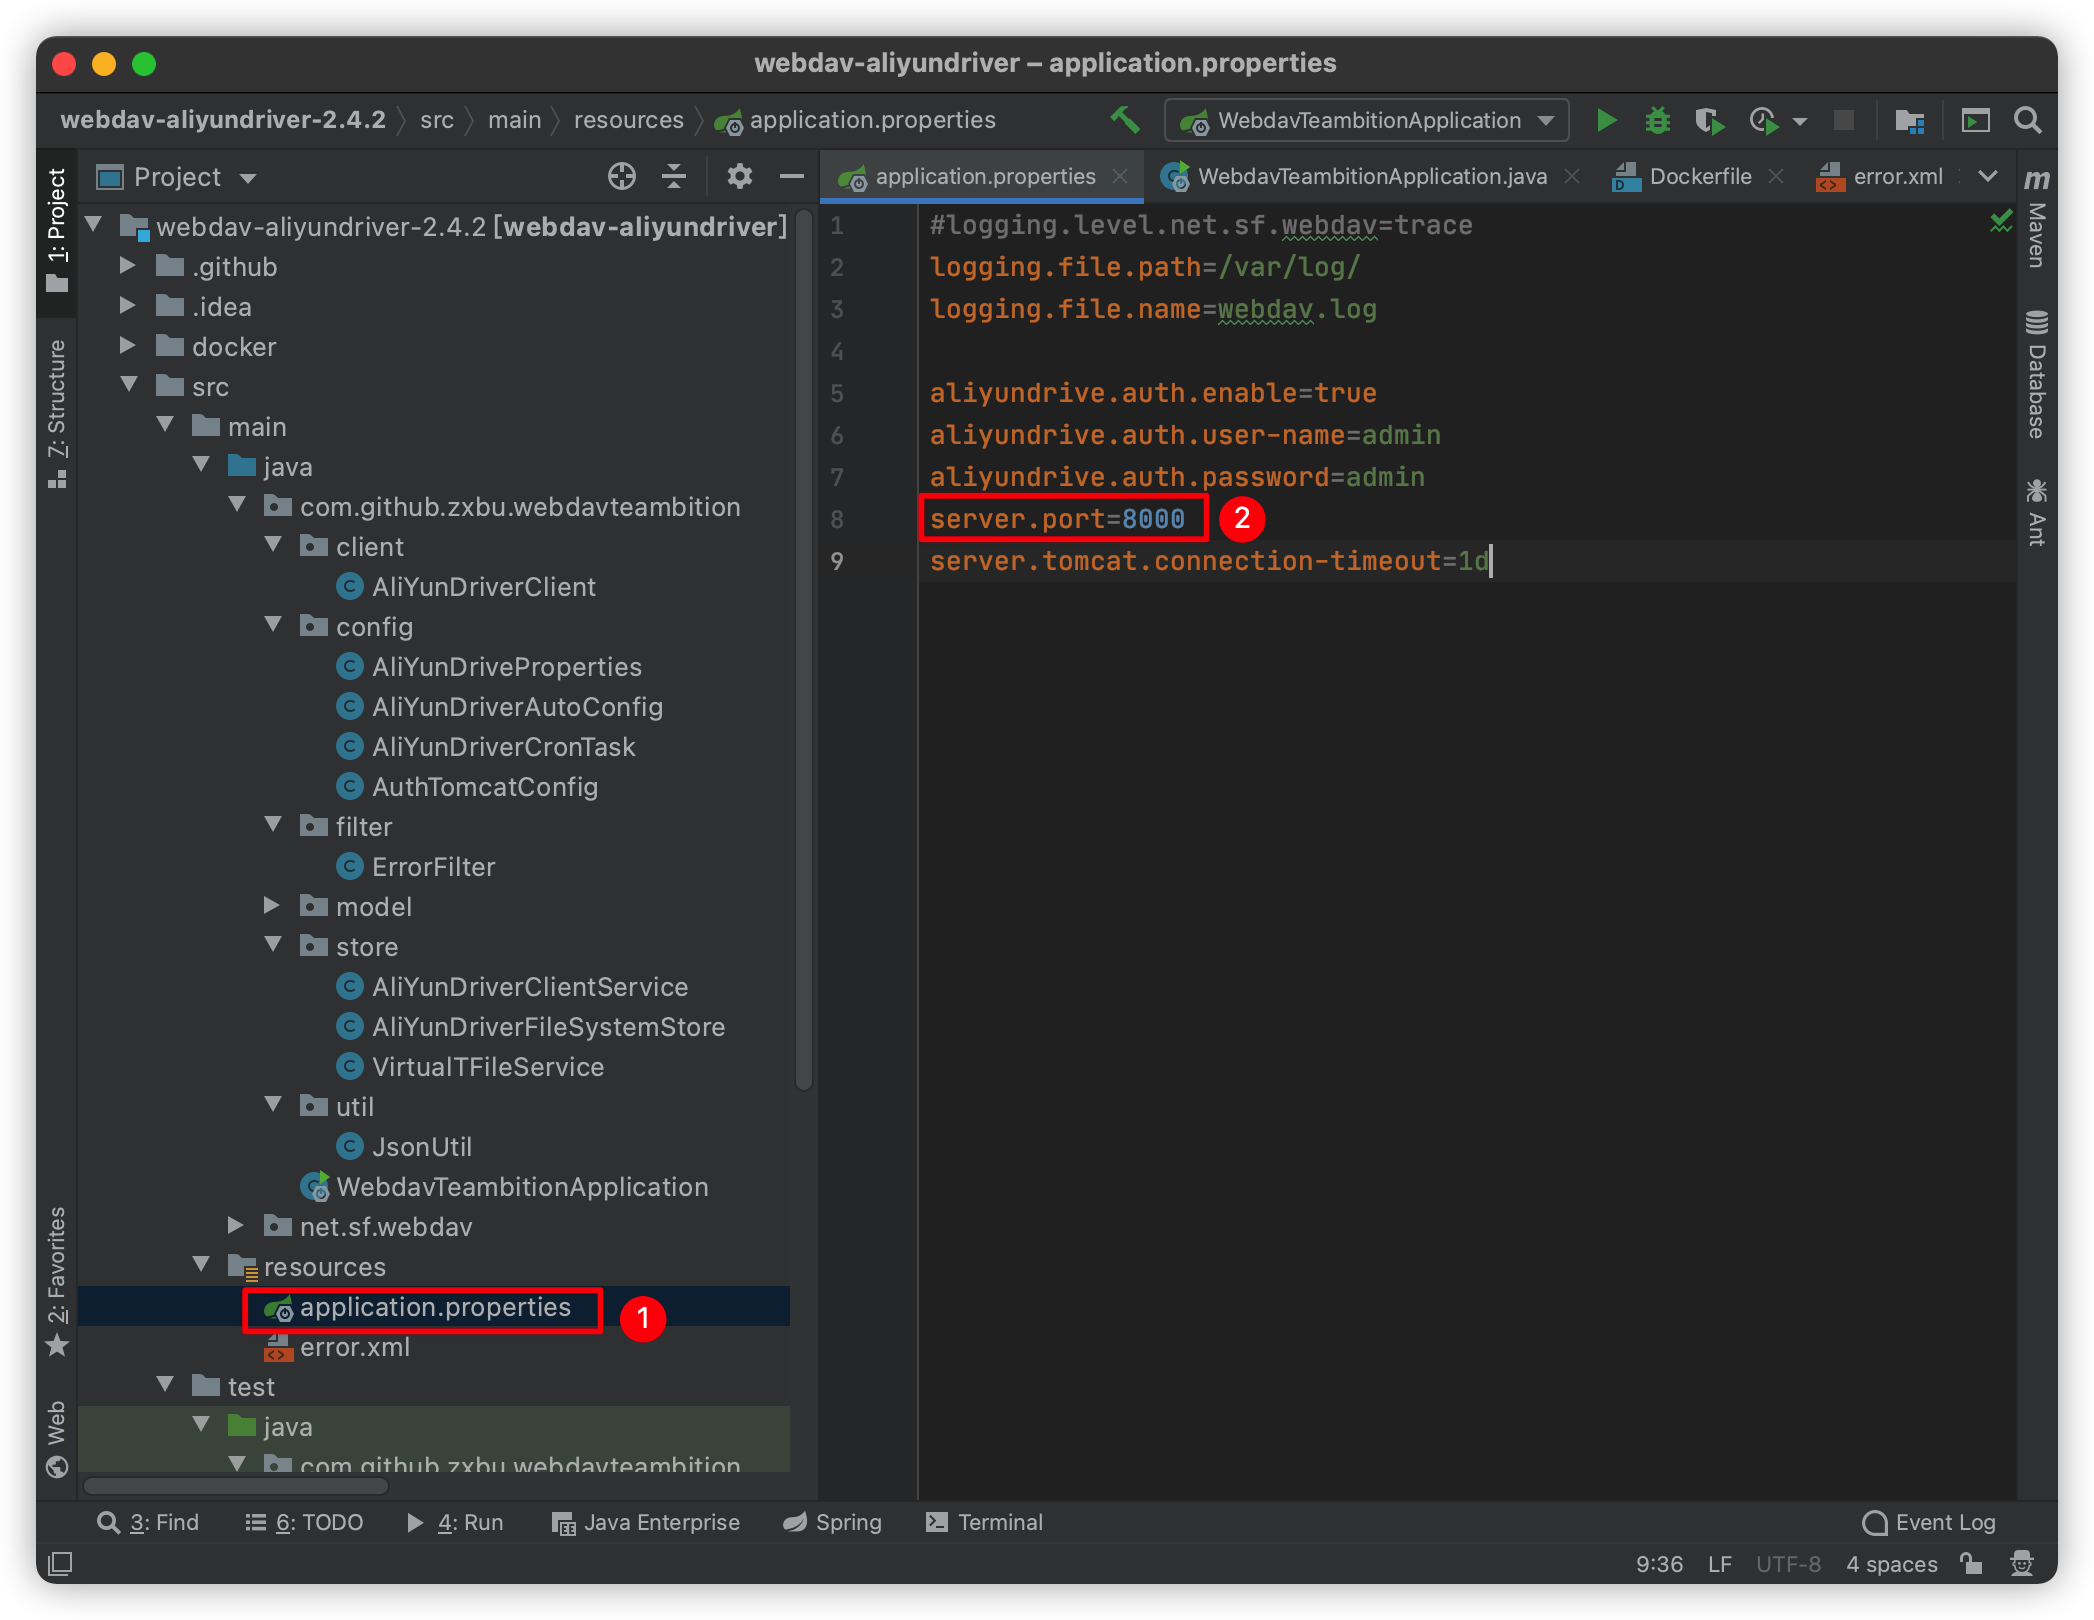 webdav-aliyundriver – application.properties
webdav-aliyundriver-2.4.2 src main resources application.properties WebdavTeambitionApplication
Project
application.properties WebdavTeambitionApplication.java Dockerfile error.xml
1: Project
7: Structure
2: Favorites
Web
webdav-aliyundriver-2.4.2 [webdav-aliyundriver]
.github
.idea
docker
src
main
java
com.github.zxbu.webdavteambition
client
AliYunDriverClient
config
AliYunDriveProperties
AliYunDriverAutoConfig
AliYunDriverCronTask
AuthTomcatConfig
filter
ErrorFilter
model
store
AliYunDriverClientService
AliYunDriverFileSystemStore
VirtualTFileService
util
JsonUtil
WebdavTeambitionApplication
net.sf.webdav
resources
application.properties 1
error.xml
test
java
com.github.zxbu.webdavteambition
1 #logging.level.net.sf.webdav=trace
2 logging.file.path=/var/log/
3 logging.file.name=webdav.log
4
5 aliyundrive.auth.enable=true
6 aliyundrive.auth.user-name=admin
7 aliyundrive.auth.password=admin
8 server.port=8000 2
9 server.tomcat.connection-timeout=1d
m Maven
Database
Ant
3: Find 6: TODO 4: Run Java Enterprise Spring Terminal Event Log
9:36 LF UTF-8 4 spaces